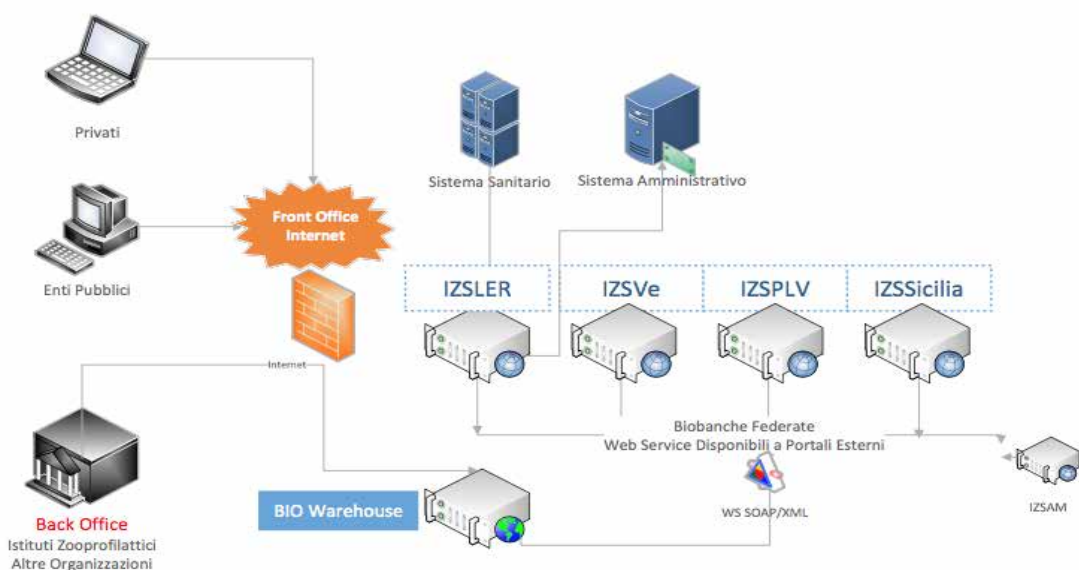 Privati
Sistema Sanitario
Sistema Amministrativo
Front Office
Internet
Enti Pubblici
IZSLER
IZSVe
IZSPLV
IZSSicilia
Internet
Biobanche Federate
Web Service Disponibili a Portali Esterni
BIO Warehouse
WS SOAP/XML
IZSAM
Back Office
Istituti Zooprofilattici
Altre Organizzazioni